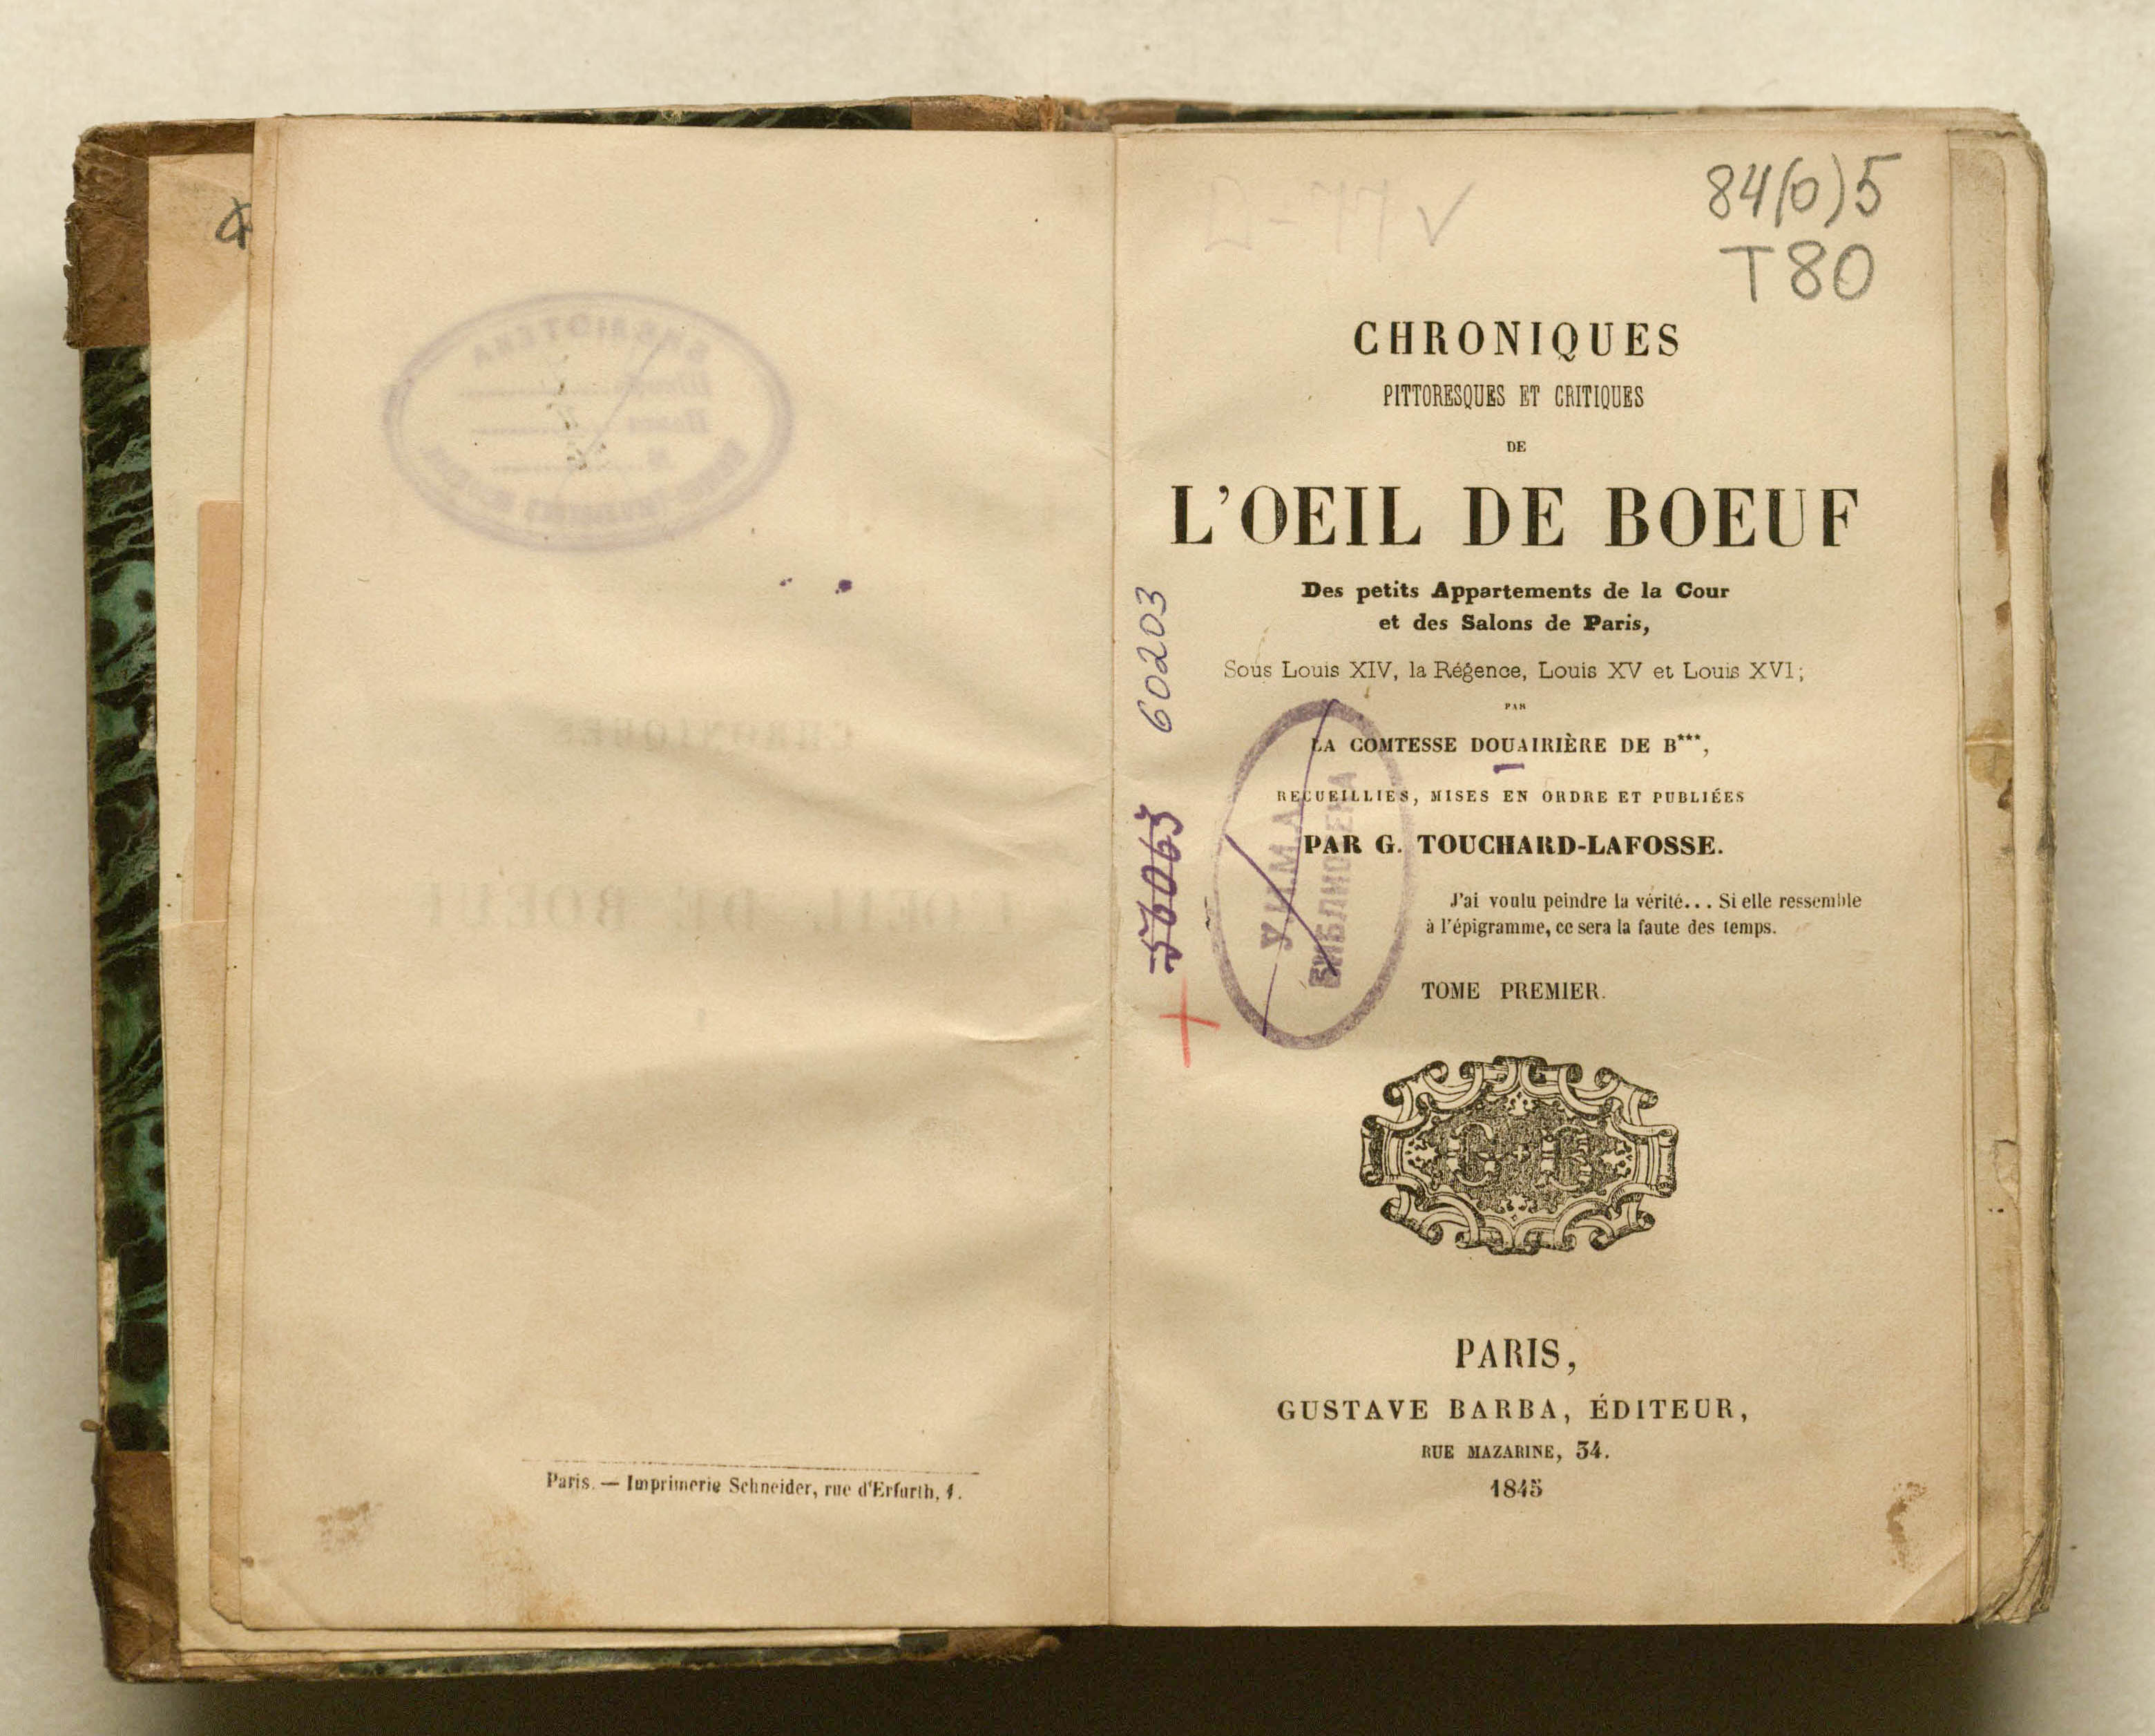 Paris. — Imprimerie Schneider, rue d'Erfurth, 1.
84(0)5
T80
CHRONIQUES
PITTORESQUES ET CRITIQUES
DE
L'OEIL DE BOEUF
Des petits Appartements de la Cour
et des Salons de Paris,
Sous Louis XIV, la Régence, Louis XV et Louis XVI;
PAR
LA COMTESSE DOUAIRIÈRE DE B***,
RECUEILLIES, MISES EN ORDRE ET PUBLIÉES
PAR G. TOUCHARD-LAFOSSE.
J'ai voulu peindre la vérité... Si elle ressemble
à l'épigramme, ce sera la faute des temps.
TOME PREMIER.
60203
56063
БИБЛИОТЕКА
G B
PARIS,
GUSTAVE BARBA, ÉDITEUR,
RUE MAZARINE, 34.
1845